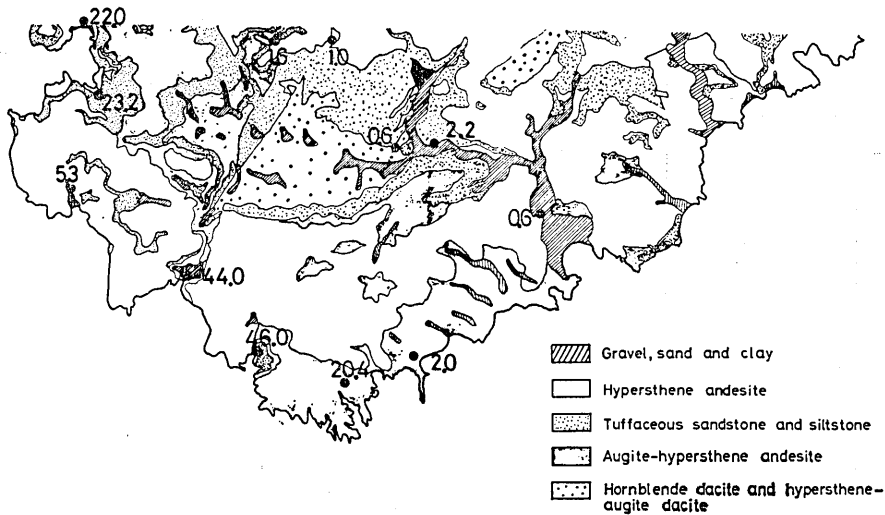 22.0
1.6
1.0
23.2
0.6
2.2
5.3
0.6
44.0
46.0
20.4
2.0
Gravel, sand and clay
Hypersthene andesite
Tuffaceous sandstone and siltstone
Augite-hypersthene andesite
Hornblende dacite and hypersthene-
augite dacite